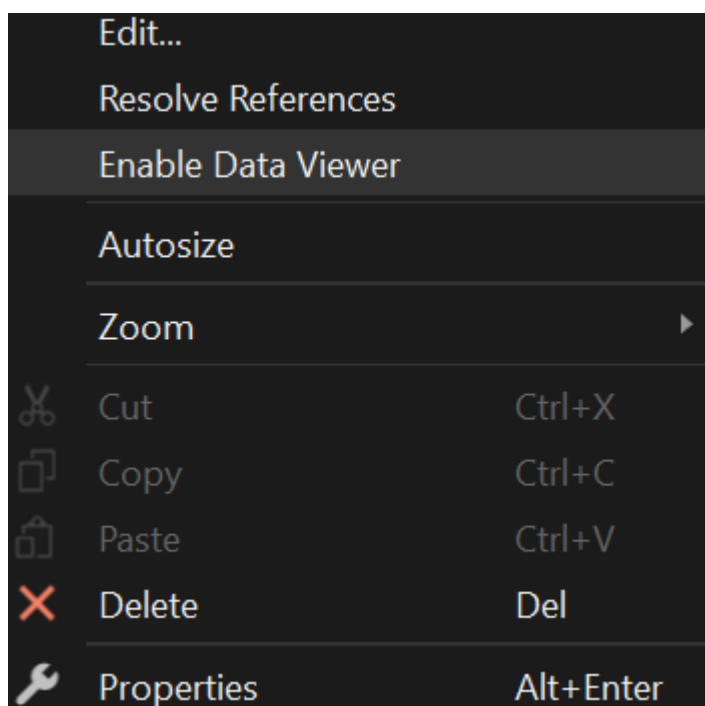 Edit...
Resolve References
Enable Data Viewer
Autosize
Zoom
Cut Ctrl+X
Copy Ctrl+C
Paste Ctrl+V
Delete Del
Properties Alt+Enter